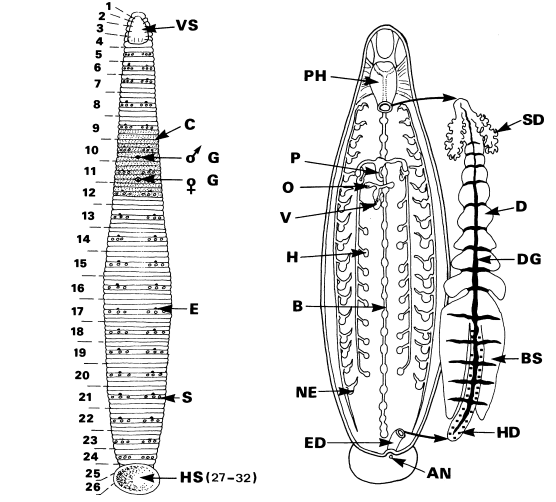 1
2
3
4
5
6
7
8
9
10
11
12
13
14
15
16
17
18
19
20
21
22
23
24
25
26
VS
C
♂ G
♀ G
E
S
HS (27-32)
PH
P
O
V
H
B
NE
ED
AN
SD
D
DG
BS
HD